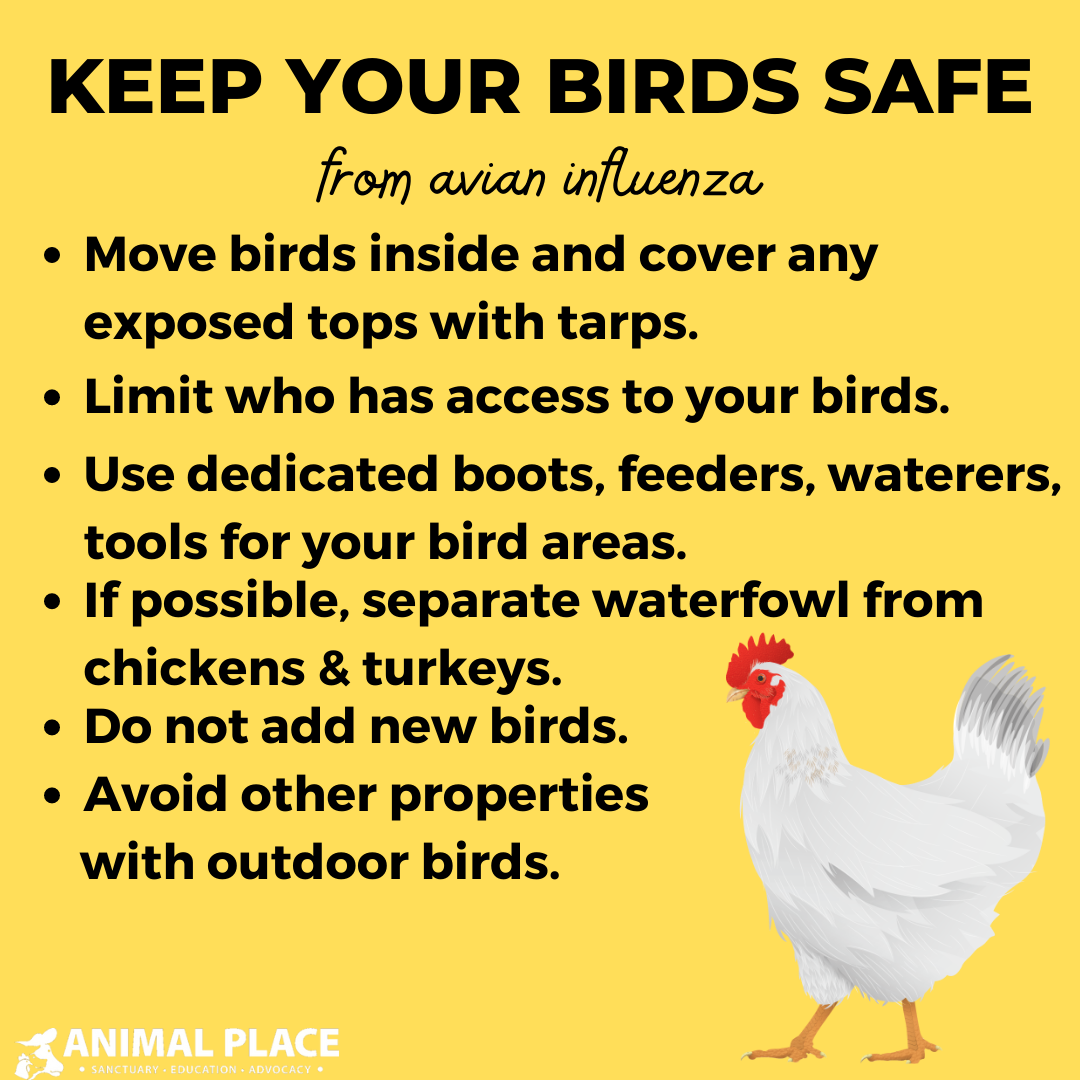 KEEP YOUR BIRDS SAFE
from avian influenza
• Move birds inside and cover any
exposed tops with tarps.
• Limit who has access to your birds.
• Use dedicated boots, feeders, waterers,
tools for your bird areas.
• If possible, separate waterfowl from
chickens & turkeys.
• Do not add new birds.
• Avoid other properties
with outdoor birds.
ANIMAL PLACE
• SANCTUARY • EDUCATION • ADVOCACY •